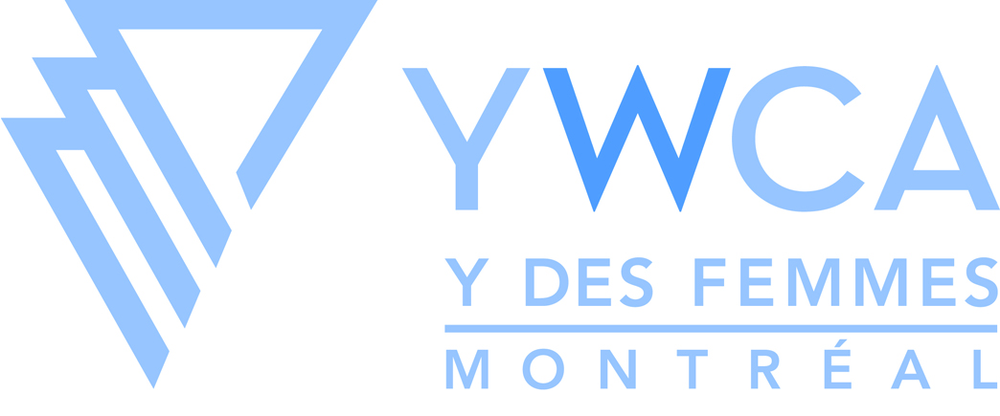 YWCA
Y DES FEMMES
MONTRÉAL